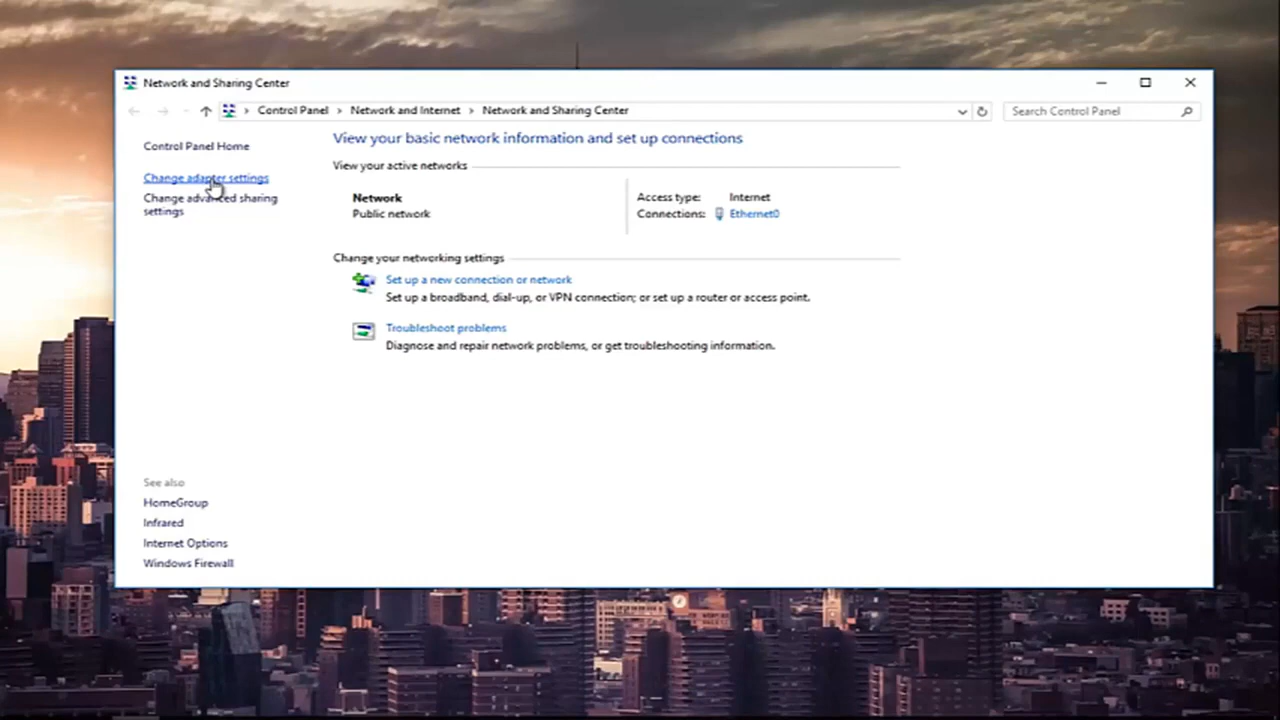 Network and Sharing Center
Control Panel > Network and Internet > Network and Sharing Center
Search Control Panel
Control Panel Home
Change adapter settings
Change advanced sharing
settings
View your basic network information and set up connections
View your active networks
Network
Public network
Access type: Internet
Connections: Ethernet0
Change your networking settings
Set up a new connection or network
Set up a broadband, dial-up, or VPN connection; or set up a router or access point.
Troubleshoot problems
Diagnose and repair network problems, or get troubleshooting information.
See also
HomeGroup
Infrared
Internet Options
Windows Firewall